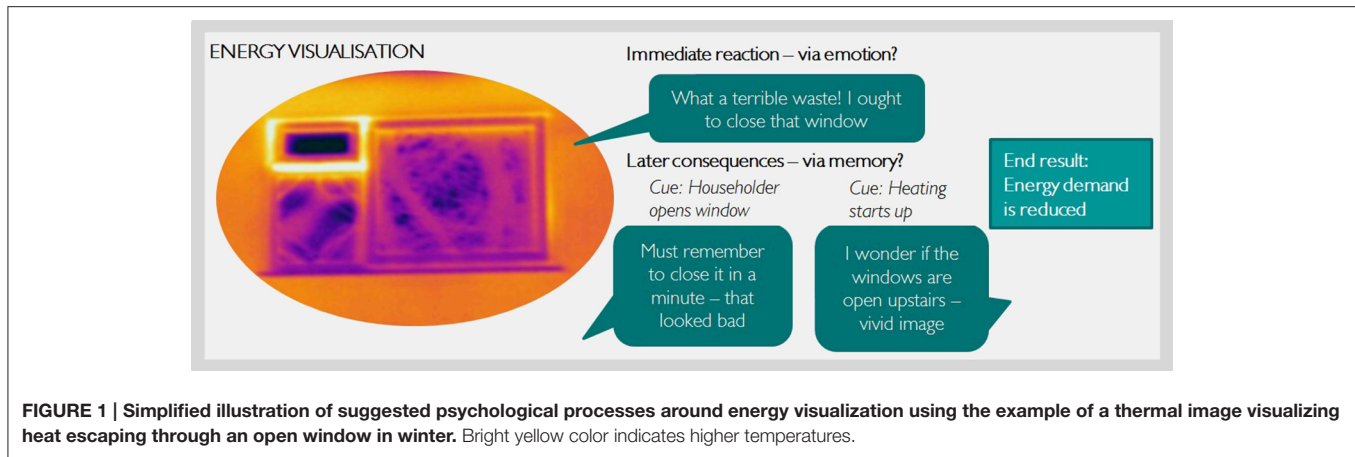 ENERGY VISUALISATION
Immediate reaction – via emotion?
What a terrible waste! I ought
to close that window
Later consequences – via memory?
Cue: Householder
opens window
Cue: Heating
starts up
Must remember
to close it in a
minute – that
looked bad
I wonder if the
windows are
open upstairs –
vivid image
End result:
Energy demand
is reduced
FIGURE 1 | Simplified illustration of suggested psychological processes around energy visualization using the example of a thermal image visualizing
heat escaping through an open window in winter. Bright yellow color indicates higher temperatures.